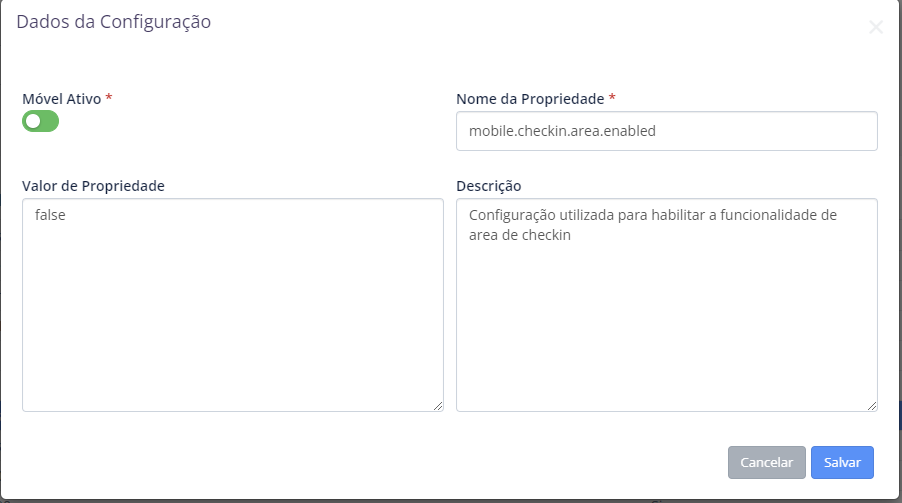 Dados da Configuração
Móvel Ativo *
Nome da Propriedade *
mobile.checkin.area.enabled
Valor de Propriedade
Descrição
false
Configuração utilizada para habilitar a funcionalidade de
area de checkin
Cancelar
Salvar